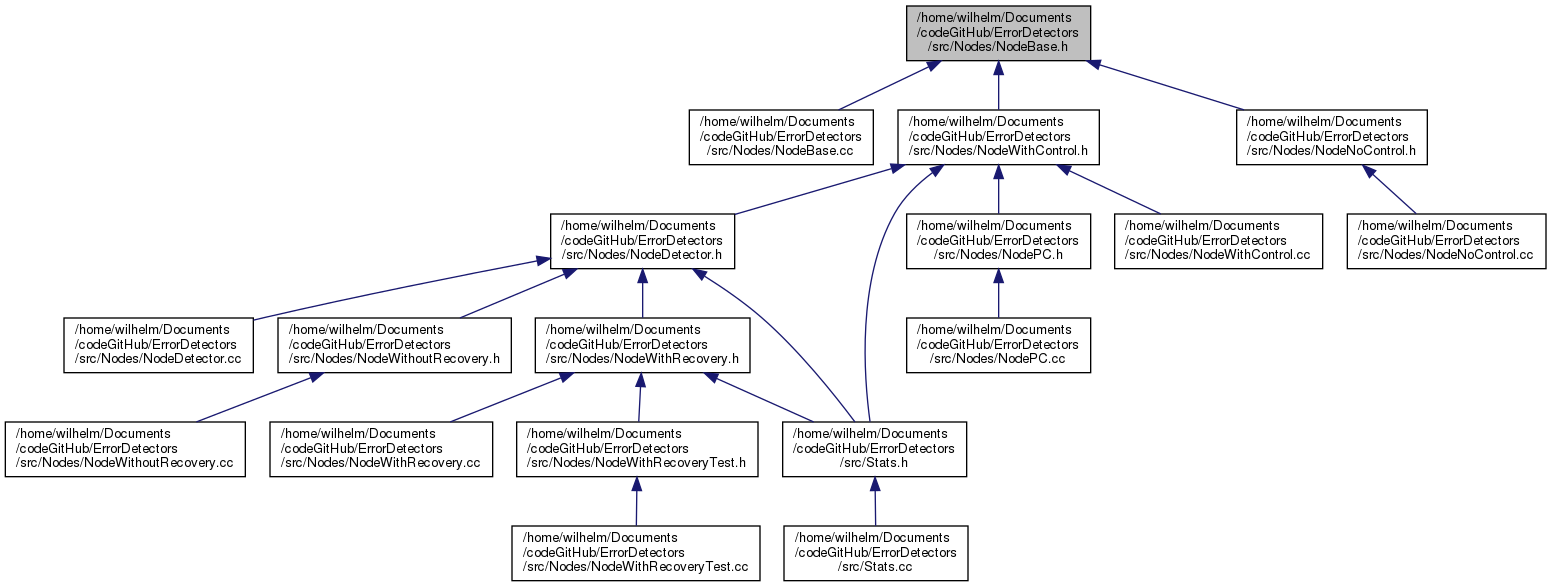 /home/wilhelm/Documents
/codeGitHub/ErrorDetectors
/src/Nodes/NodeBase.h
/home/wilhelm/Documents
/codeGitHub/ErrorDetectors
/src/Nodes/NodeBase.cc
/home/wilhelm/Documents
/codeGitHub/ErrorDetectors
/src/Nodes/NodeWithControl.h
/home/wilhelm/Documents
/codeGitHub/ErrorDetectors
/src/Nodes/NodeNoControl.h
/home/wilhelm/Documents
/codeGitHub/ErrorDetectors
/src/Nodes/NodeDetector.h
/home/wilhelm/Documents
/codeGitHub/ErrorDetectors
/src/Nodes/NodePC.h
/home/wilhelm/Documents
/codeGitHub/ErrorDetectors
/src/Nodes/NodeWithControl.cc
/home/wilhelm/Documents
/codeGitHub/ErrorDetectors
/src/Nodes/NodeNoControl.cc
/home/wilhelm/Documents
/codeGitHub/ErrorDetectors
/src/Nodes/NodeDetector.cc
/home/wilhelm/Documents
/codeGitHub/ErrorDetectors
/src/Nodes/NodeWithoutRecovery.h
/home/wilhelm/Documents
/codeGitHub/ErrorDetectors
/src/Nodes/NodeWithRecovery.h
/home/wilhelm/Documents
/codeGitHub/ErrorDetectors
/src/Nodes/NodePC.cc
/home/wilhelm/Documents
/codeGitHub/ErrorDetectors
/src/Nodes/NodeWithoutRecovery.cc
/home/wilhelm/Documents
/codeGitHub/ErrorDetectors
/src/Nodes/NodeWithRecovery.cc
/home/wilhelm/Documents
/codeGitHub/ErrorDetectors
/src/Nodes/NodeWithRecoveryTest.h
/home/wilhelm/Documents
/codeGitHub/ErrorDetectors
/src/Stats.h
/home/wilhelm/Documents
/codeGitHub/ErrorDetectors
/src/Nodes/NodeWithRecoveryTest.cc
/home/wilhelm/Documents
/codeGitHub/ErrorDetectors
/src/Stats.cc